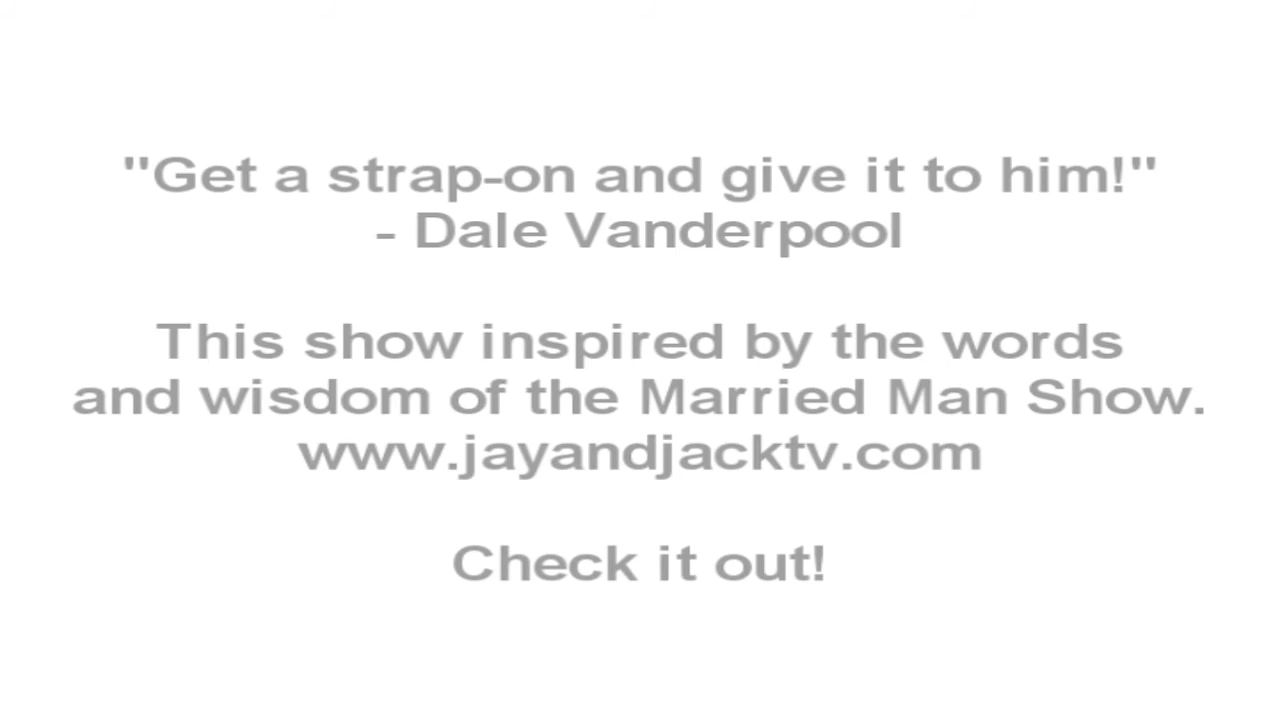 "Get a strap-on and give it to him!"
- Dale Vanderpool
This show inspired by the words
and wisdom of the Married Man Show.
www.jayandjacktv.com
Check it out!